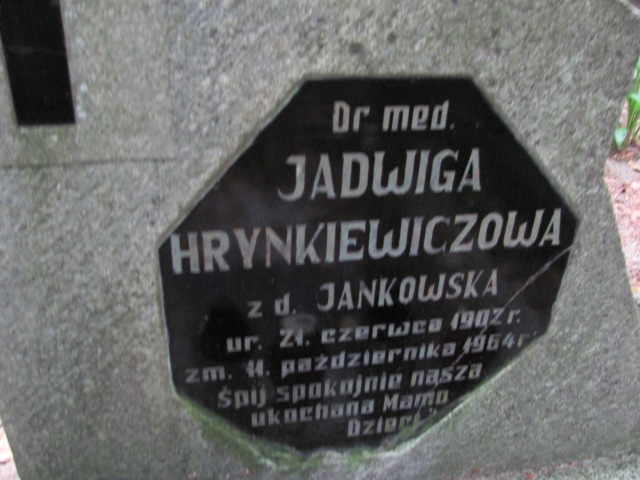 Dr med.
JADWIGA
HRYNKIEWICZOWA
z d. JANKOWSKA
ur. 21. czerwca 1902 r.
zm. 11. października 1964 r.
Śpij spokojnie nasza
ukochana Mamo
Dzieci